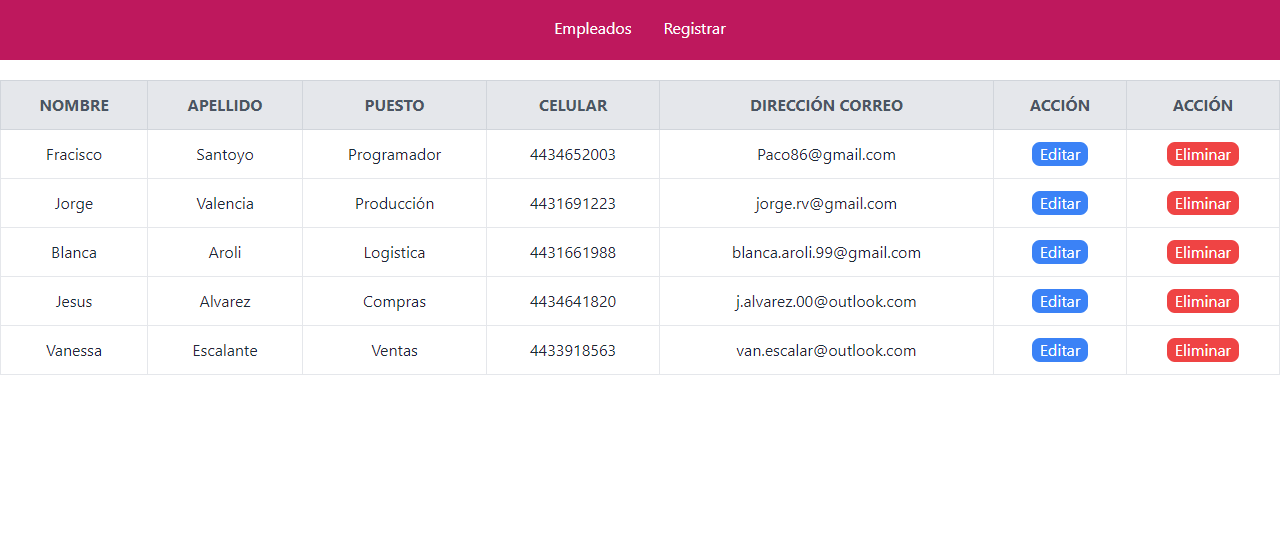 Empleados Registrar
NOMBRE APELLIDO PUESTO CELULAR DIRECCIÓN CORREO ACCIÓN ACCIÓN
Fracisco Santoyo Programador 4434652003 Paco86@gmail.com Editar Eliminar
Jorge Valencia Producción 4431691223 jorge.rv@gmail.com Editar Eliminar
Blanca Aroli Logistica 4431661988 blanca.aroli.99@gmail.com Editar Eliminar
Jesus Alvarez Compras 4434641820 j.alvarez.00@outlook.com Editar Eliminar
Vanessa Escalante Ventas 4433918563 van.escalar@outlook.com Editar Eliminar